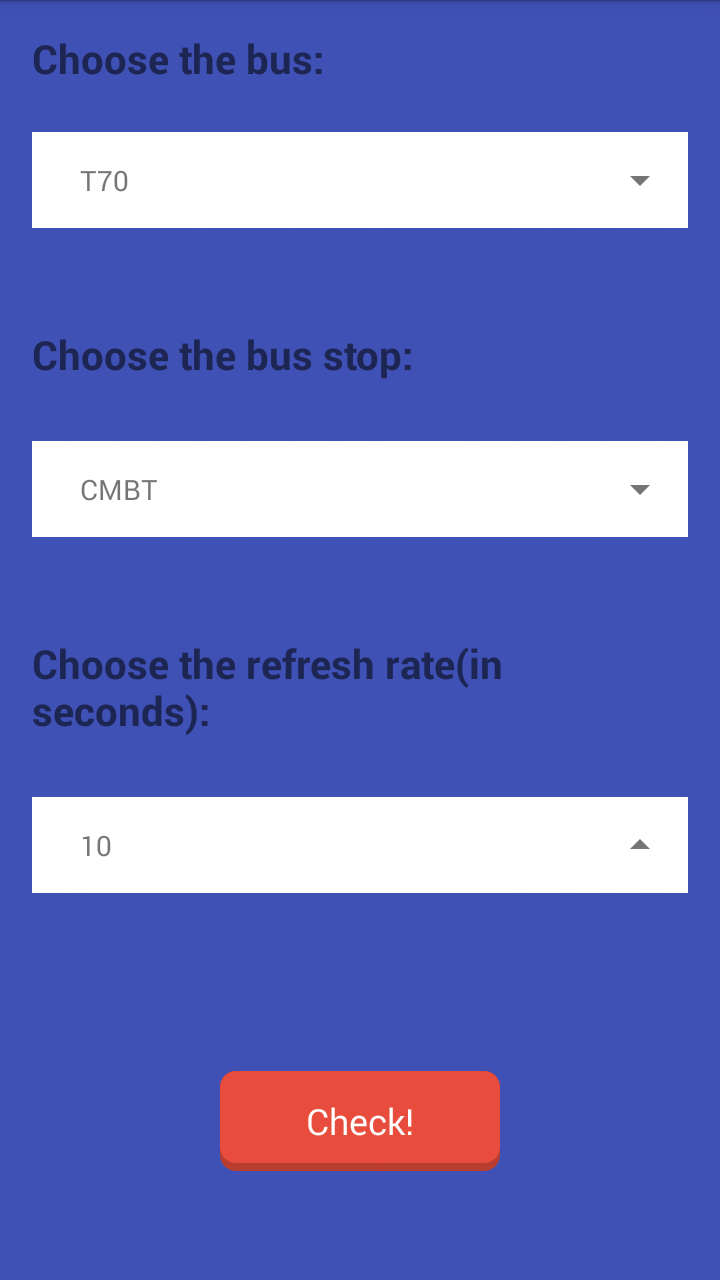 Choose the bus:
T70
Choose the bus stop:
CMBT
Choose the refresh rate(in
seconds):
10
Check!